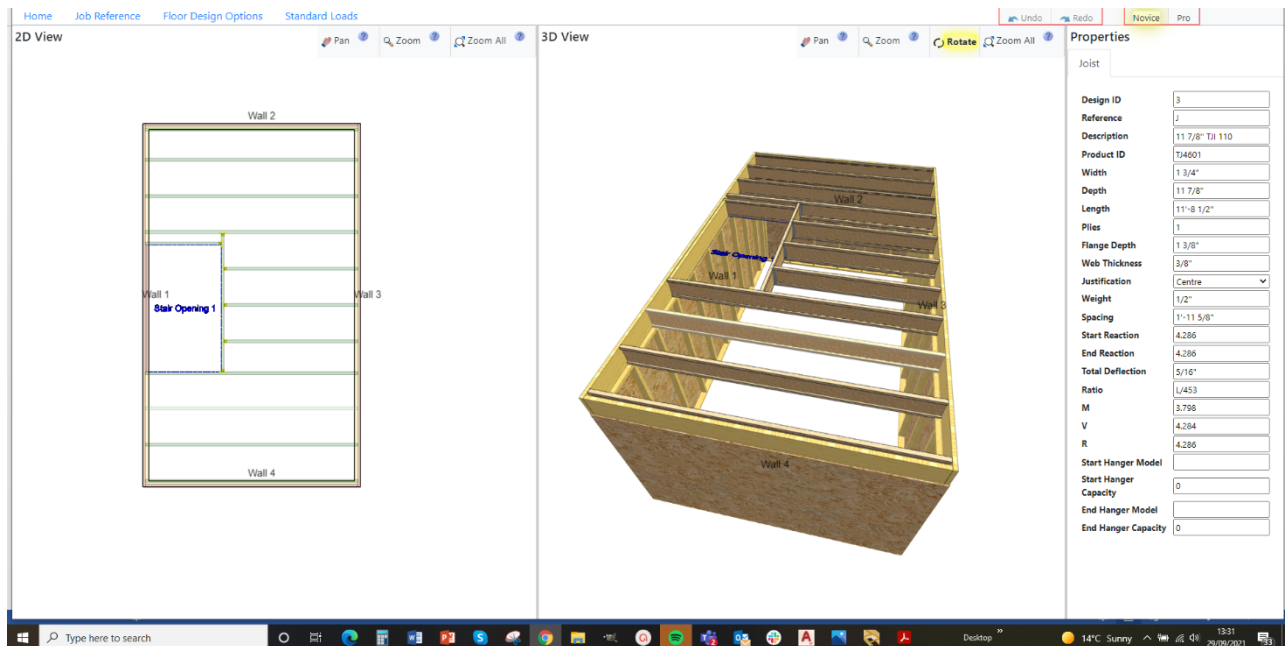 Home Job Reference Floor Design Options Standard Loads Undo Redo Novice Pro
2D View Pan ? Zoom ? Zoom All ?
3D View Pan ? Zoom ? Rotate Zoom All ?
Properties
Joist
Wall 2
Wall 1
Stair Opening 1
Wall 3
Wall 4
Wall 2
Stair Opening 1
Wall 1
Wall 3
Wall 4
Design ID 3
Reference J
Description 11 7/8" TJI 110
Product ID TJ4601
Width 1 3/4"
Depth 11 7/8"
Length 11'-8 1/2"
Plies 1
Flange Depth 1 3/8"
Web Thickness 3/8"
Justification Centre
Weight 1/2"
Spacing 1'-11 5/8"
Start Reaction 4.286
End Reaction 4.286
Total Deflection 5/16"
Ratio L/453
M 3.798
V 4.284
R 4.286
Start Hanger Model
Start Hanger
Capacity 0
End Hanger Model
End Hanger Capacity 0
Type here to search
Desktop
14°C Sunny
13:31
29/09/2021